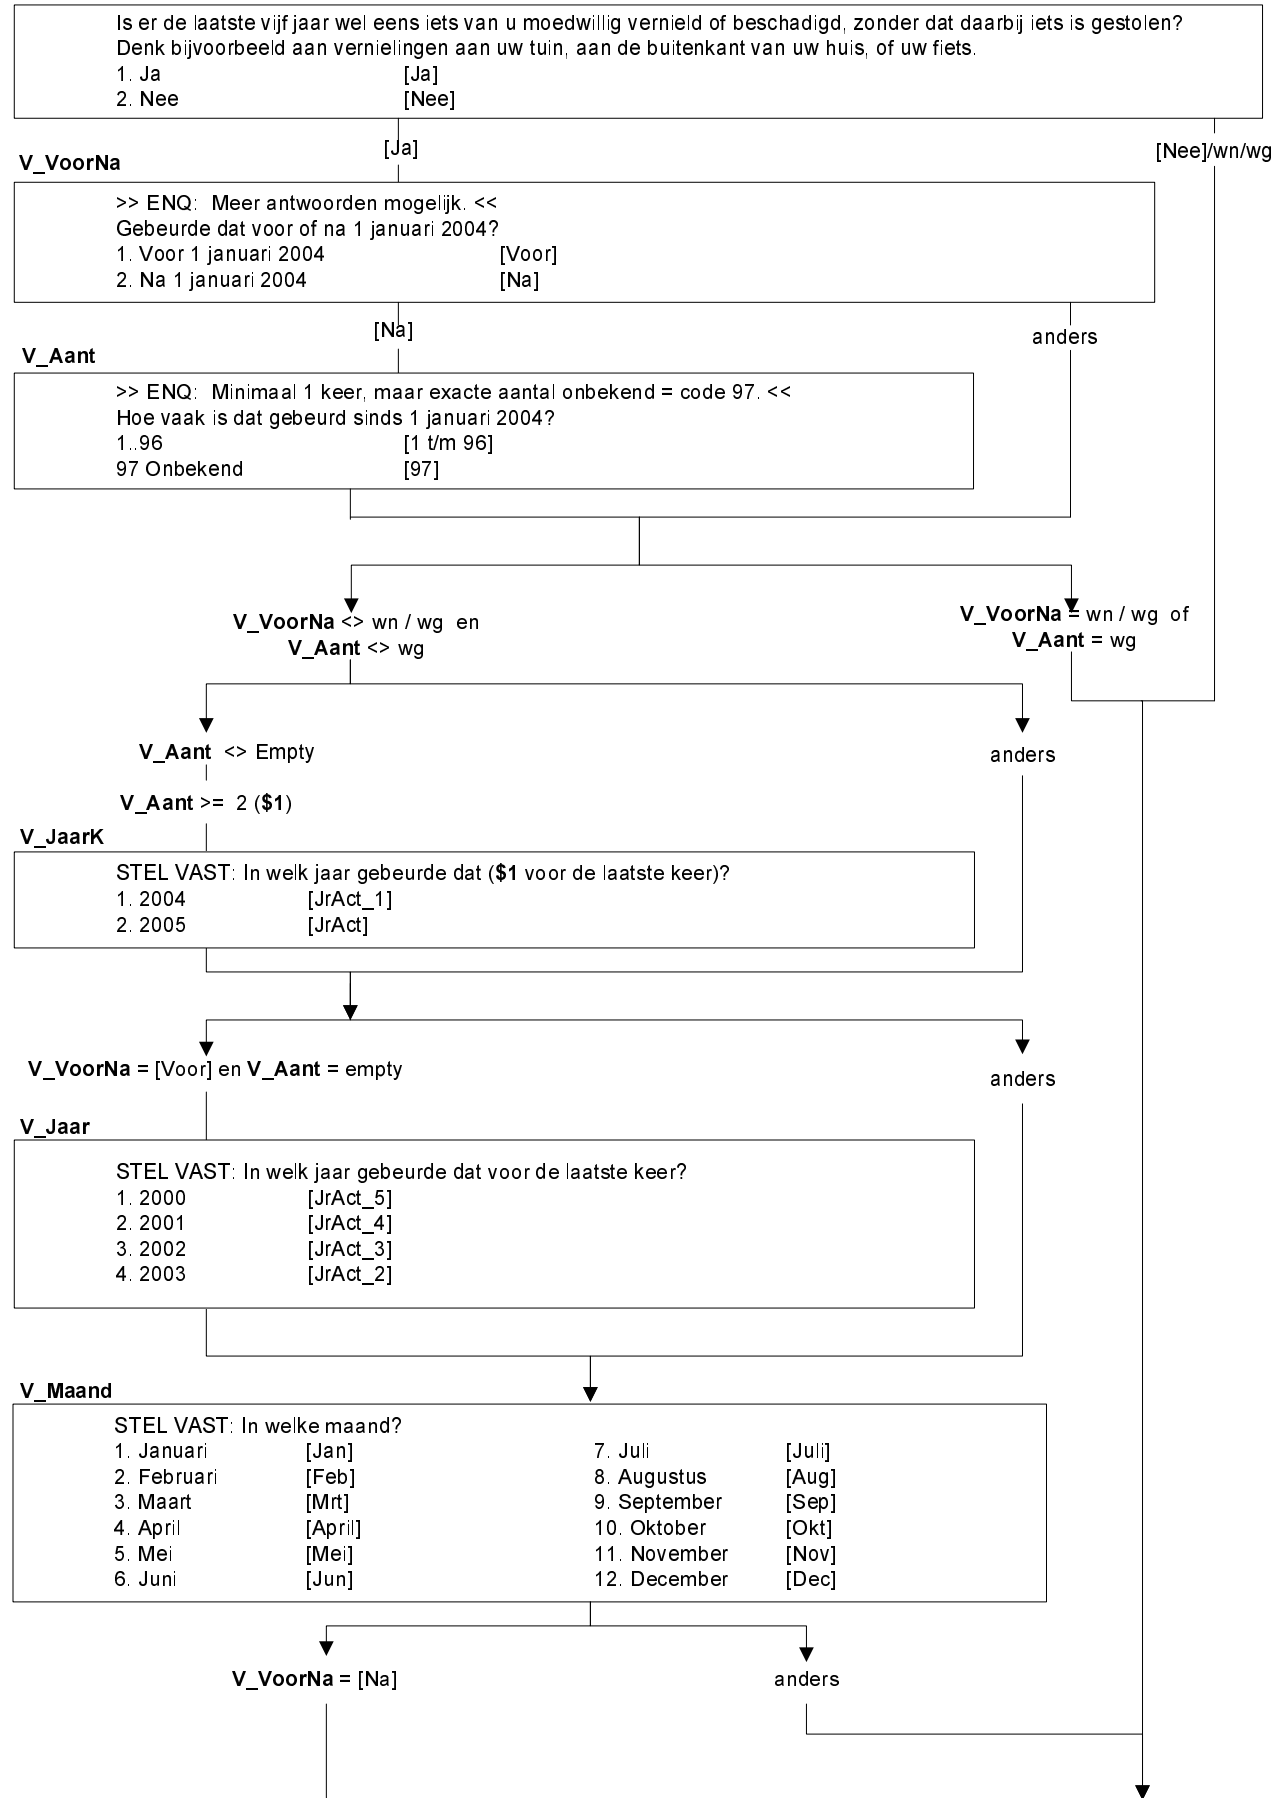 Is er de laatste vijf jaar wel eens iets van u moedwillig vernield of beschadigd, zonder dat daarbij iets is gestolen?
Denk bijvoorbeeld aan vernielingen aan uw tuin, aan de buitenkant van uw huis, of uw fiets.
1. Ja [Ja]
2. Nee [Nee]
[Ja] [Nee]/wn/wg
V_VoorNa
>> ENQ: Meer antwoorden mogelijk. <<
Gebeurde dat voor of na 1 januari 2004?
1. Voor 1 januari 2004 [Voor]
2. Na 1 januari 2004 [Na]
[Na] anders
V_Aant
>> ENQ: Minimaal 1 keer, maar exacte aantal onbekend = code 97. <<
Hoe vaak is dat gebeurd sinds 1 januari 2004?
1..96 [1 t/m 96]
97 Onbekend [97]
V_VoorNa <> wn / wg en
V_Aant <> wg
V_VoorNa = wn / wg of
V_Aant = wg
V_Aant <> Empty anders
V_Aant >= 2 ($1)
V_JaarK
STEL VAST: In welk jaar gebeurde dat ($1 voor de laatste keer)?
1. 2004 [JrAct_1]
2. 2005 [JrAct]
V_VoorNa = [Voor] en V_Aant = empty anders
V_Jaar
STEL VAST: In welk jaar gebeurde dat voor de laatste keer?
1. 2000 [JrAct_5]
2. 2001 [JrAct_4]
3. 2002 [JrAct_3]
4. 2003 [JrAct_2]
V_Maand
STEL VAST: In welke maand?
1. Januari [Jan] 7. Juli [Juli]
2. Februari [Feb] 8. Augustus [Aug]
3. Maart [Mrt] 9. September [Sep]
4. April [April] 10. Oktober [Okt]
5. Mei [Mei] 11. November [Nov]
6. Juni [Jun] 12. December [Dec]
V_VoorNa = [Na] anders